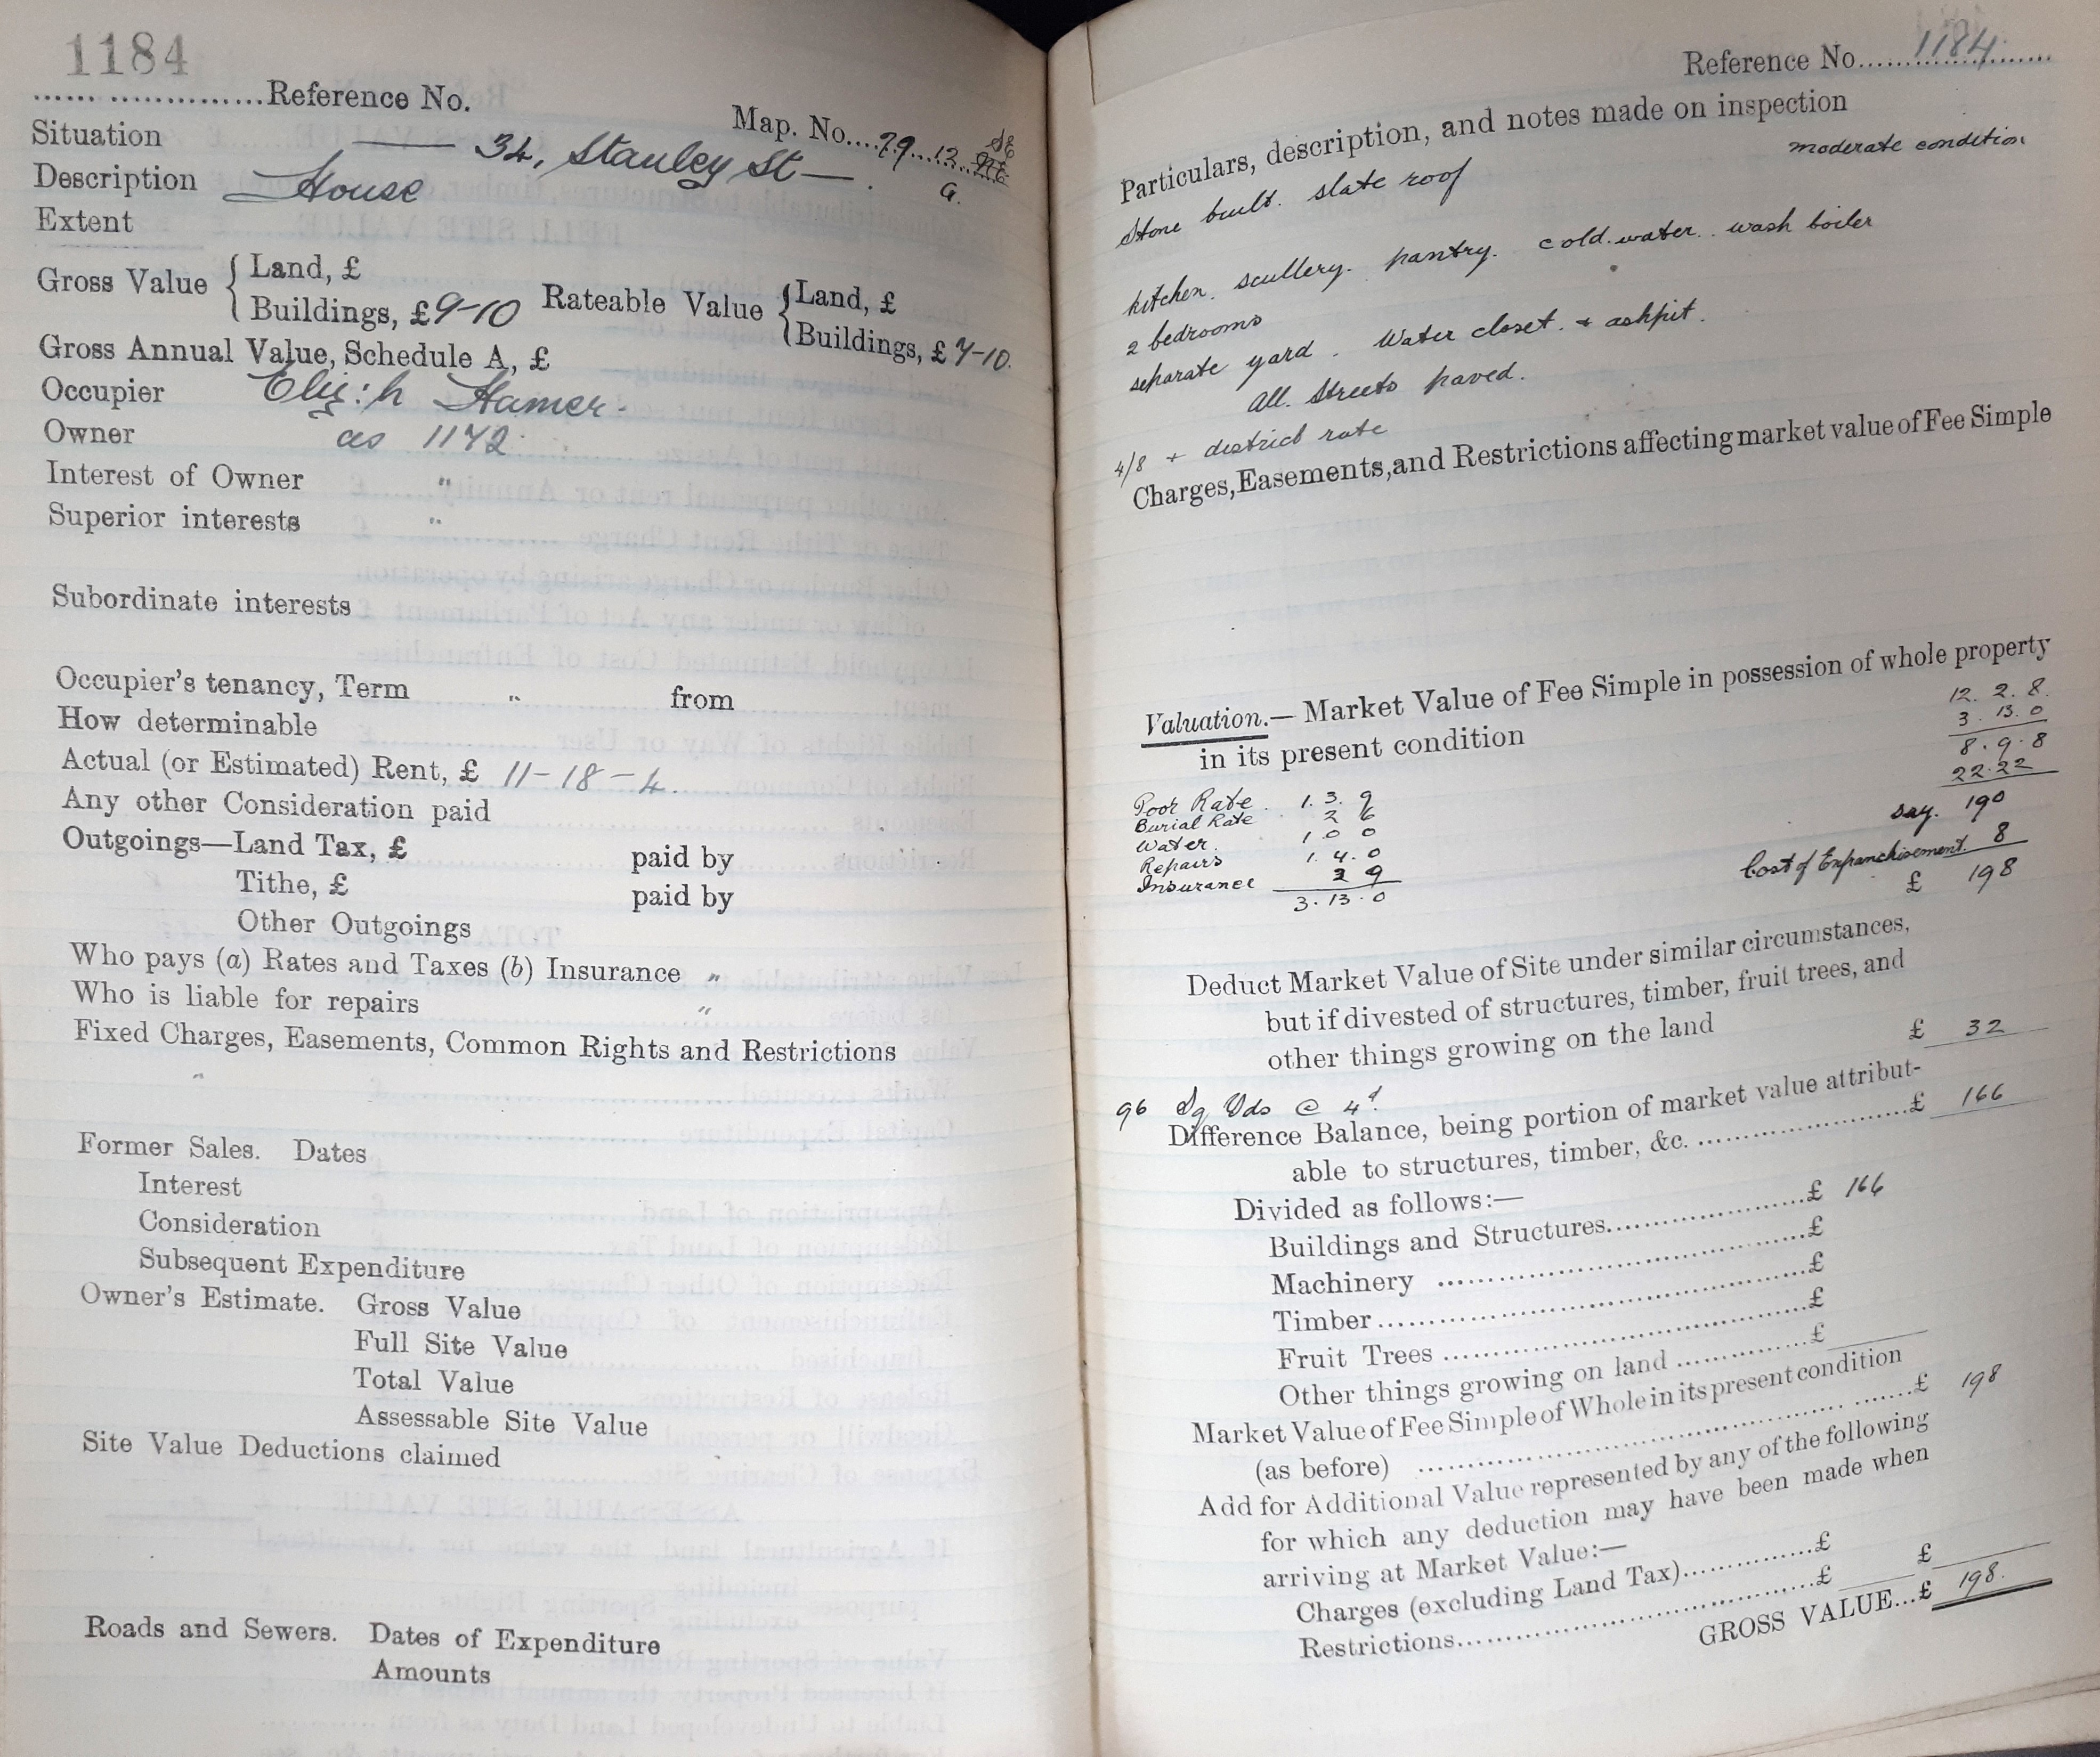 1184
...... ...............Reference No.
Map. No....79...12...SE
G.
Situation — 34, Stanley St —.
Description House
Extent
Gross Value { Land, £
Buildings, £9-10
Rateable Value { Land, £
Buildings, £7-10.
Gross Annual Value, Schedule A, £
Occupier Eliz:h Hamer.
Owner as 1172
Interest of Owner "
Superior interests "
Subordinate interests
Occupier's tenancy, Term " from
How determinable
Actual (or Estimated) Rent, £ 11-18-4.
Any other Consideration paid
Outgoings—Land Tax, £ paid by
Tithe, £ paid by
Other Outgoings
Who pays (a) Rates and Taxes (b) Insurance "
Who is liable for repairs "
Fixed Charges, Easements, Common Rights and Restrictions
"
Former Sales. Dates
Interest
Consideration
Subsequent Expenditure
Owner's Estimate. Gross Value
Full Site Value
Total Value
Assessable Site Value
Site Value Deductions claimed
Roads and Sewers. Dates of Expenditure
Amounts
Reference No......1184......
Particulars, description, and notes made on inspection
moderate condition
Stone built. slate roof
kitchen. scullery. pantry. cold.water. wash boiler
2 bedrooms
separate yard. Water closet. + ashpit.
All. Streets paved.
4/8 + district rate
Charges, Easements, and Restrictions affecting market value of Fee Simple
Valuation.— Market Value of Fee Simple in possession of whole property
in its present condition
12. 2. 8.
3. 13. 0
8. 9. 8
22.22
say. 190
Cost of Enfranchisement. 8
£ 198
Poor Rate. 1. 3. 9
Burial Rate 2 6
Water. 1. 0 0
Repairs 1. 4. 0
Insurance 2 9
3. 13. 0
Deduct Market Value of Site under similar circumstances,
but if divested of structures, timber, fruit trees, and
other things growing on the land £ 32
96 Sq Yds @ 4d.
Difference Balance, being portion of market value attribut-
able to structures, timber, &c. ........................£ 166
Divided as follows:—
Buildings and Structures......................£ 166
Machinery ........................................£
Timber.............................................£
Fruit Trees .......................................£
Other things growing on land ................£
Market Value of Fee Simple of Whole in its present condition
(as before) ..................................................£ 198
Add for Additional Value represented by any of the following
for which any deduction may have been made when
arriving at Market Value:—
Charges (excluding Land Tax)...............£
Restrictions.......................................£ £
GROSS VALUE...£ 198.